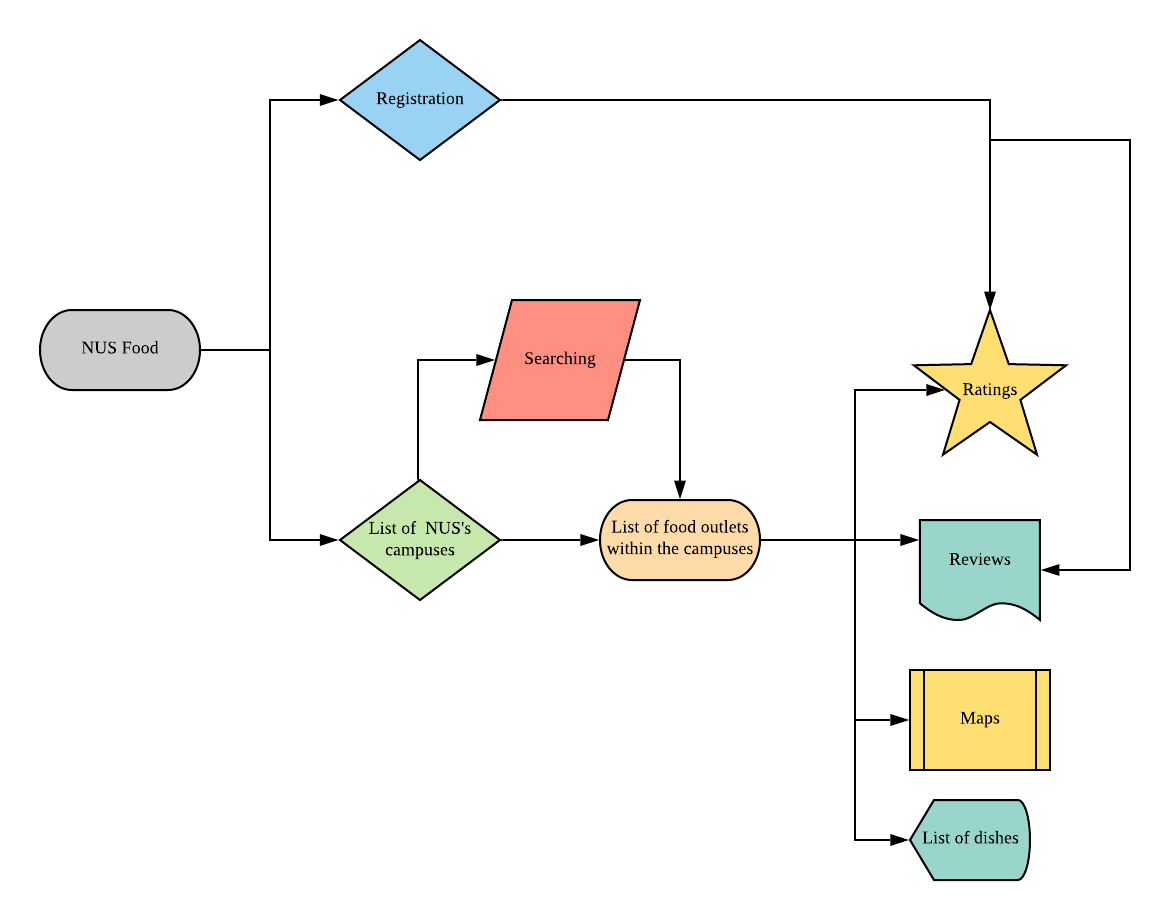 Registration
NUS Food
Searching
Ratings
List of  NUS's
campuses
List of food outlets
within the campuses
Reviews
Maps
List of dishes